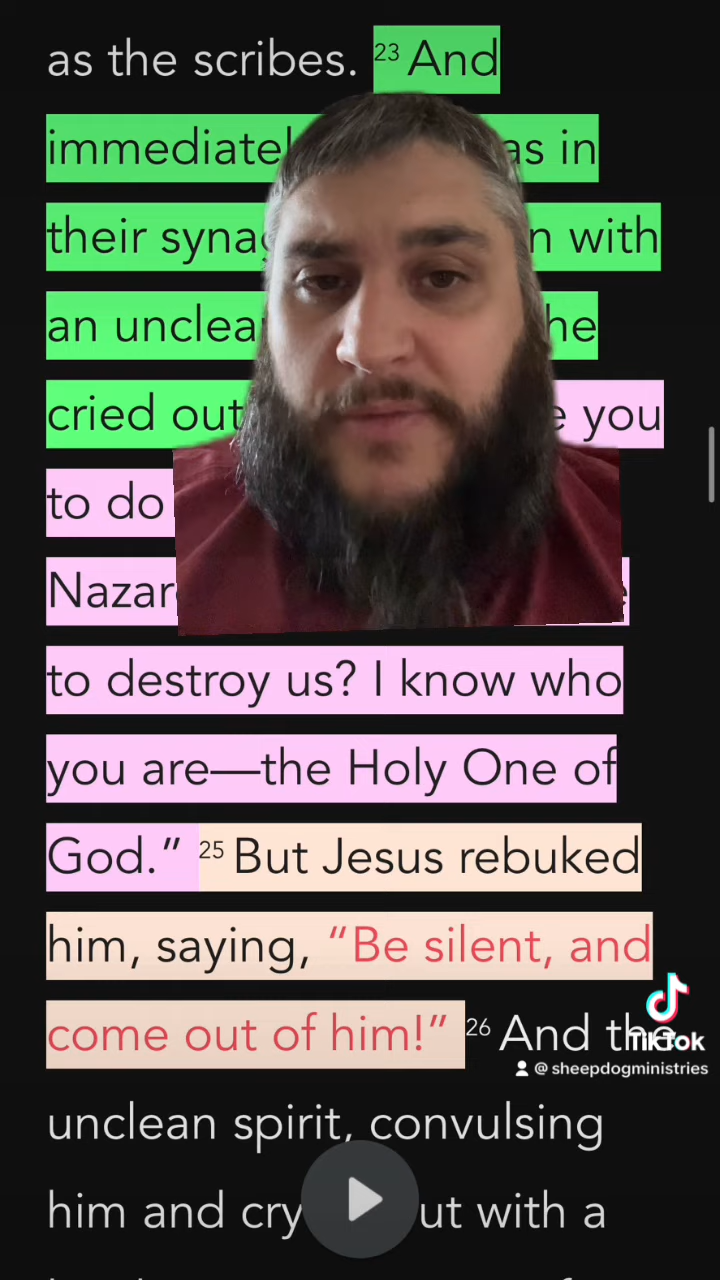 as the scribes. 23 And
immediatel as in
their syna n with
an unclea he
cried out e you
to do
Nazar e
to destroy us? I know who
you are—the Holy One of
God.” 25 But Jesus rebuked
him, saying, “Be silent, and
come out of him!” 26 And the
TikTok
@sheepdogministries
unclean spirit, convulsing
him and cry ut with a